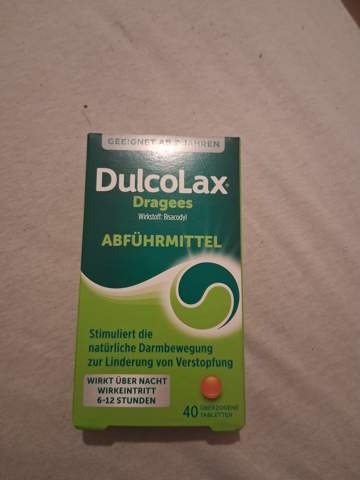 GEEIGNET AB 2 JAHREN
DulcoLax®
Dragees
Wirkstoff: Bisacodyl
ABFÜHRMITTEL
Stimuliert die
natürliche Darmbewegung
zur Linderung von Verstopfung
WIRKT ÜBER NACHT
WIRKEINTRITT
6-12 STUNDEN
40 ÜBERZOGENE
TABLETTEN